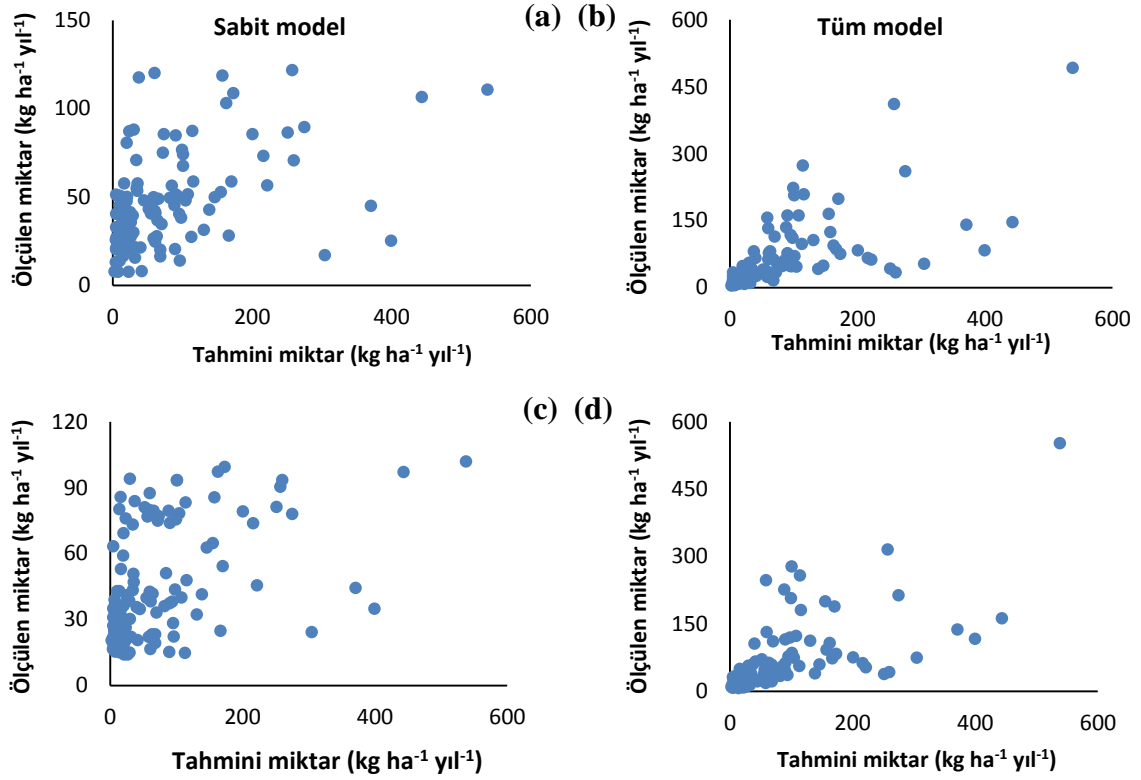 Sabit model
(a)
(b)
Tüm model
150
100
50
0
0
200
400
600
Ölçülen miktar (kg ha⁻¹ yıl⁻¹)
Tahmini miktar (kg ha⁻¹ yıl⁻¹)
600
450
300
150
0
0
200
400
600
Ölçülen miktar (kg ha⁻¹ yıl⁻¹)
Tahmini miktar (kg ha⁻¹ yıl⁻¹)
(c)
(d)
120
90
60
30
0
0
200
400
600
Ölçülen miktar (kg ha⁻¹ yıl⁻¹)
Tahmini miktar (kg ha⁻¹ yıl⁻¹)
600
450
300
150
0
0
200
400
600
Ölçülen miktar (kg ha⁻¹ yıl⁻¹)
Tahmini miktar (kg ha⁻¹ yıl⁻¹)